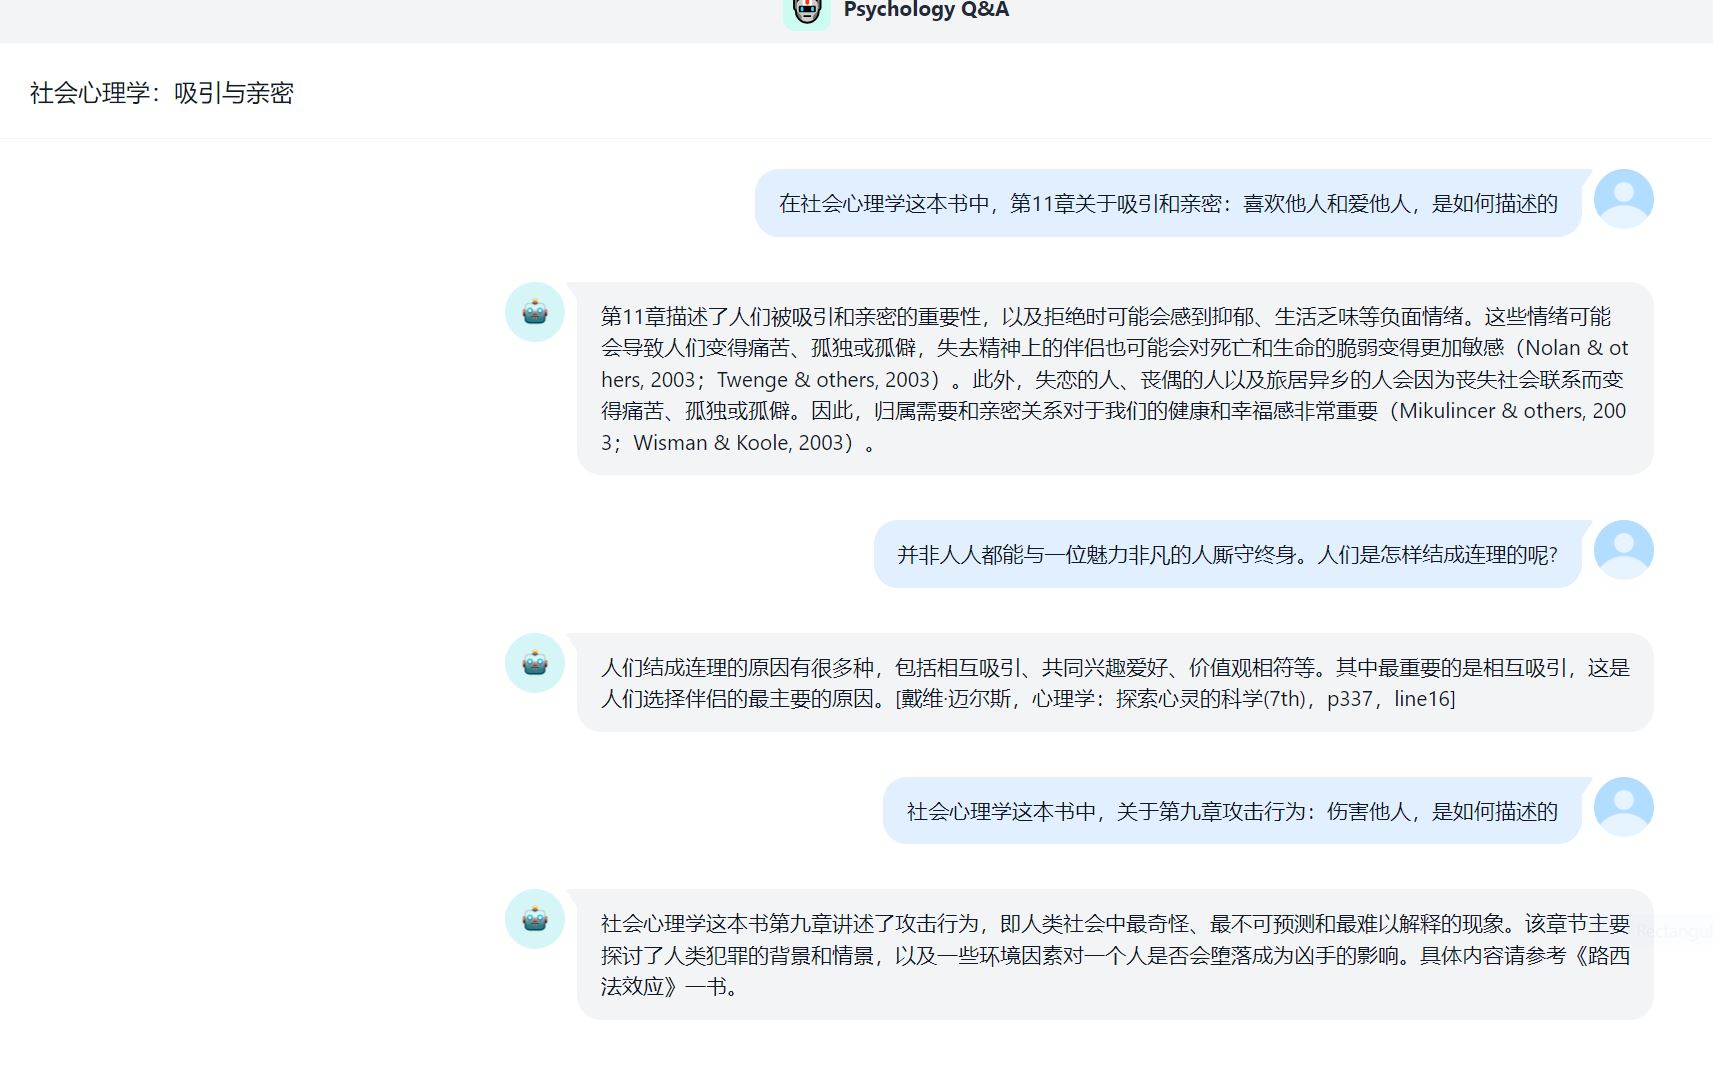 Psychology Q&A
社会心理学：吸引与亲密
在社会心理学这本书中，第11章关于吸引和亲密：喜欢他人和爱他人，是如何描述的
第11章描述了人们被吸引和亲密的重要性，以及拒绝时可能会感到抑郁、生活乏味等负面情绪。这些情绪可能
会导致人们变得痛苦、孤独或孤僻，失去精神上的伴侣也可能会对死亡和生命的脆弱变得更加敏感（Nolan & ot
hers, 2003；Twenge & others, 2003）。此外，失恋的人、丧偶的人以及旅居异乡的人会因为丧失社会联系而变
得痛苦、孤独或孤僻。因此，归属需要和亲密关系对于我们的健康和幸福感非常重要（Mikulincer & others, 200
3；Wisman & Koole, 2003）。
并非人人都能与一位魅力非凡的人厮守终身。人们是怎样结成连理的呢?
人们结成连理的原因有很多种，包括相互吸引、共同兴趣爱好、价值观相符等。其中最重要的是相互吸引，这是
人们选择伴侣的最主要的原因。[戴维·迈尔斯，心理学：探索心灵的科学(7th)，p337，line16]
社会心理学这本书中，关于第九章攻击行为：伤害他人，是如何描述的
社会心理学这本书第九章讲述了攻击行为，即人类社会中最奇怪、最不可预测和最难以解释的现象。该章节主要
探讨了人类犯罪的背景和情景，以及一些环境因素对一个人是否会堕落成为凶手的影响。具体内容请参考《路西
法效应》一书。
Rectangul